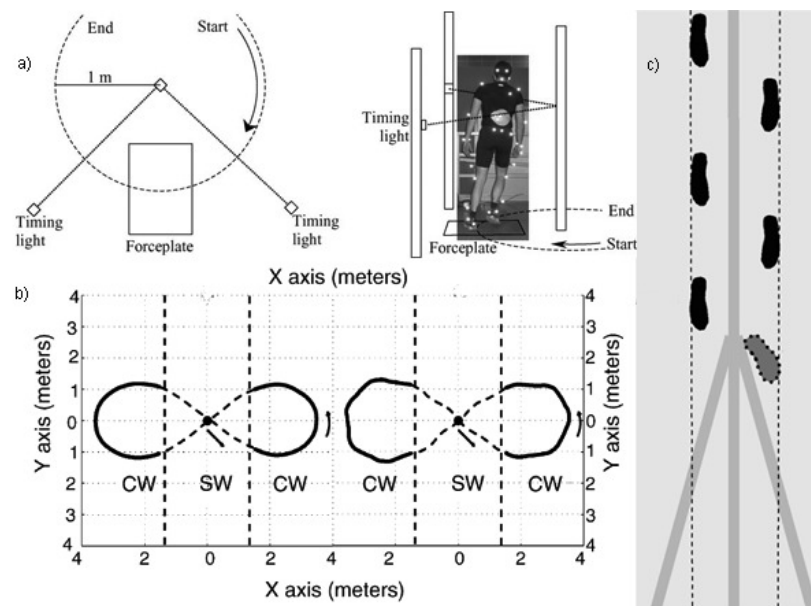 a)
End
Start
1 m
Timing
light
Timing
light
Forceplate
Timing
light
Forceplate
End
Start
c)
X axis (meters)
b)
4
3
2
1
0
1
2
3
4
Y axis (meters)
CW
SW
CW
CW
SW
CW
4
3
2
1
0
1
2
3
4
Y axis (meters)
4
2
0
2
4
2
0
2
4
X axis (meters)